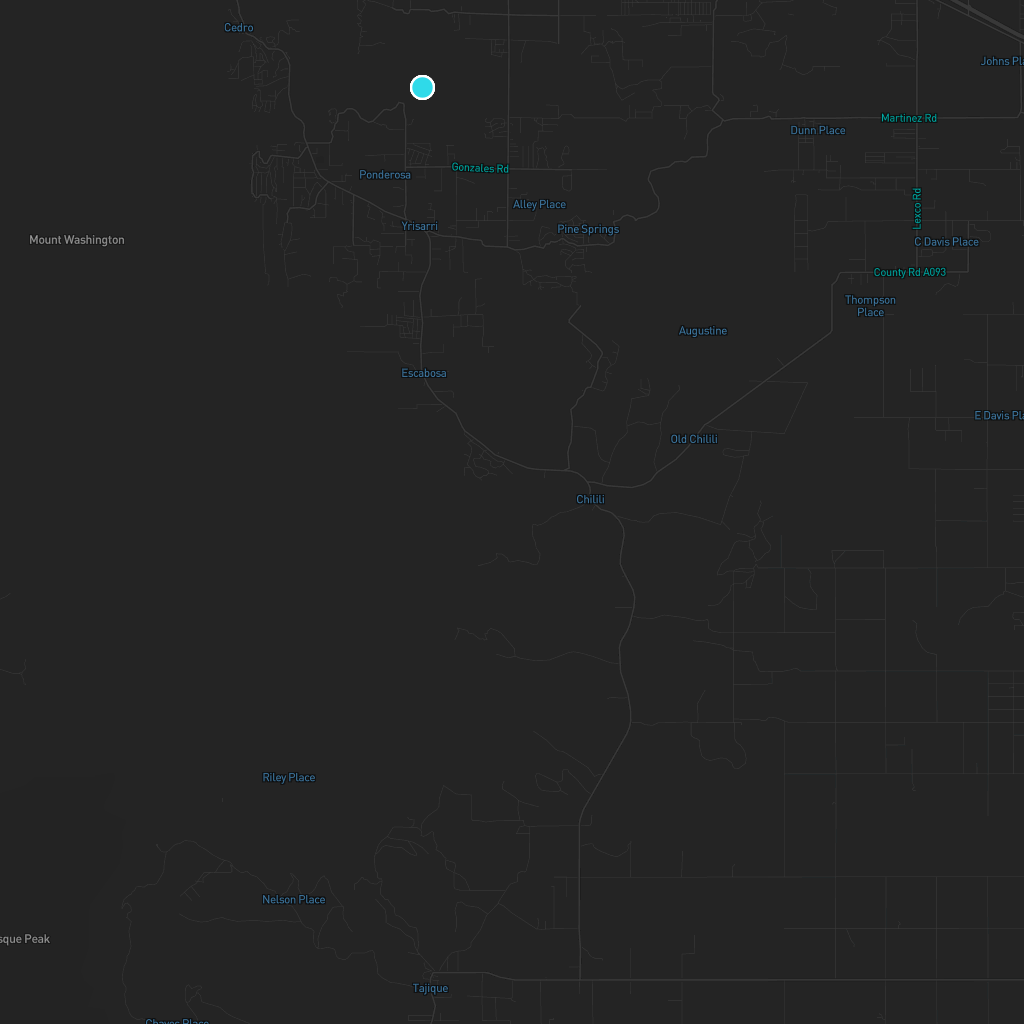 Cedro
Johns Pla
Martinez Rd
Dunn Place
Gonzales Rd
Ponderosa
Lexco Rd
Alley Place
Yrisarri
Pine Springs
Mount Washington
C Davis Place
County Rd A093
Thompson
Place
Augustine
Escabosa
E Davis Pla
Old Chilili
Chilili
Riley Place
Nelson Place
sque Peak
Tajique
Chavez Place